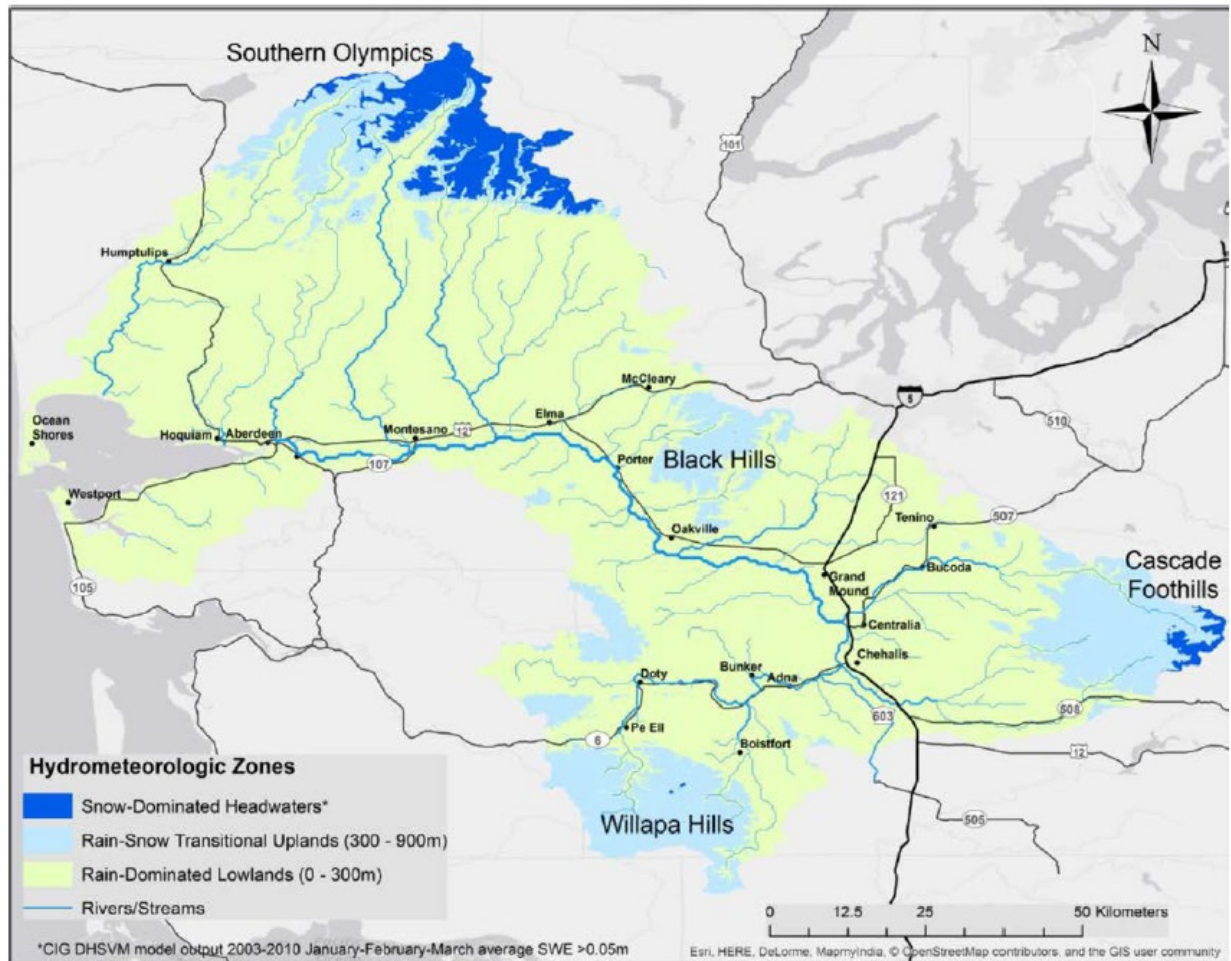 Southern Olympics
N
101
Humptulips
McCleary
Ocean
Shores
Hoquiam
Aberdeen
Montesano
12
Elma
5
510
107
Porter
Black Hills
121
Westport
Oakville
Tenino
507
105
Grand
Mound
Bucoda
Cascade
Foothills
Centralia
Chehalis
Doty
Bunker
Adna
6
Pe Ell
603
508
Boistfort
12
Willapa Hills
505
Hydrometeorologic Zones
Snow-Dominated Headwaters*
Rain-Snow Transitional Uplands (300 - 900m)
Rain-Dominated Lowlands (0 - 300m)
Rivers/Streams
0 12.5 25 50 Kilometers
*CIG DHSVM model output 2003-2010 January-February-March average SWE >0.05m
Esri, HERE, DeLorme, MapmyIndia, © OpenStreetMap contributors, and the GIS user community